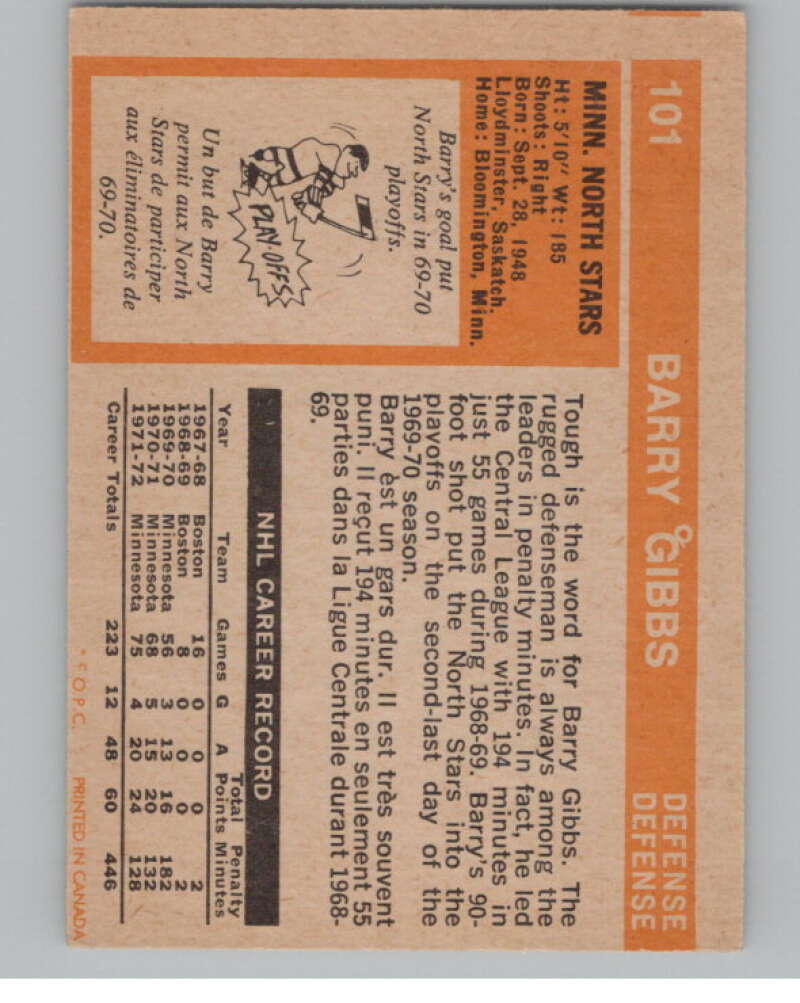 101 BARRY GIBBS DEFENSE
DEFENSE
MINN. NORTH STARS
Ht: 5'10" Wt: 185
Shoots: Right
Born: Sept. 28, 1948
Lloydminster, Saskatch.
Home: Bloomington, Minn.
Barry's goal put
North Stars in 69-70
playoffs.
PLAY-OFFS
Un but de Barry
permit aux North
Stars de participer
aux éliminatoires de
69-70.
Tough is the word for Barry Gibbs. The
rugged defenseman is always among the
leaders in penalty minutes. In fact, he led
the Central League with 194 minutes in
just 55 games during 1968-69. Barry's 90-
foot shot put the North Stars into the
playoffs on the second-last day of the
1969-70 season.
Barry èst un gars dur. Il est très souvent
puni. Il reçut 194 minutes en seulement 55
parties dans la Ligue Centrale durant 1968-
69.
NHL CAREER RECORD
Year Team Games G A Total Points Penalty Minutes
1967-68 Boston 16 0 0 0 2
1968-69 Boston 8 0 0 0 2
1969-70 Minnesota 56 3 13 16 182
1970-71 Minnesota 68 5 15 20 132
1971-72 Minnesota 75 4 20 24 128
Career Totals 223 12 48 60 446
* © O.P.C. PRINTED IN CANADA